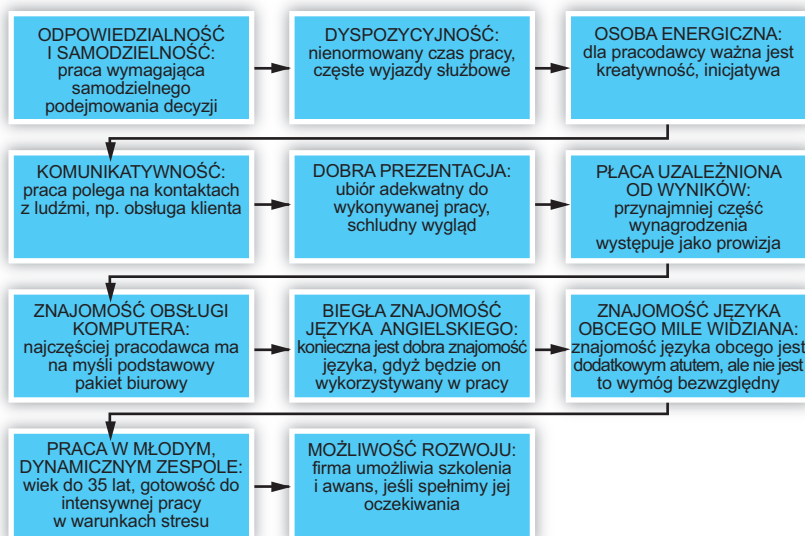 ODPOWIEDZIALNOŚĆ
I SAMODZIELNOŚĆ:
praca wymagająca
samodzielnego
podejmowania decyzji
DYSPOZYCYJNOŚĆ:
nienormowany czas pracy,
częste wyjazdy służbowe
OSOBA ENERGICZNA:
dla pracodawcy ważna jest
kreatywność, inicjatywa
KOMUNIKATYWNOŚĆ:
praca polega na kontaktach
z ludźmi, np. obsługa klienta
DOBRA PREZENTACJA:
ubiór adekwatny do
wykonywanej pracy,
schludny wygląd
PŁACA UZALEŻNIONA
OD WYNIKÓW:
przynajmniej część
wynagrodzenia
występuje jako prowizja
ZNAJOMOŚĆ OBSŁUGI
KOMPUTERA:
najczęściej pracodawca ma
na myśli podstawowy
pakiet biurowy
BIEGŁA ZNAJOMOŚĆ
JĘZYKA ANGIELSKIEGO:
konieczna jest dobra znajomość
języka, gdyż będzie on
wykorzystywany w pracy
ZNAJOMOŚĆ JĘZYKA
OBCEGO MILE WIDZIANA:
znajomość języka obcego jest
dodatkowym atutem, ale nie jest
to wymóg bezwzględny
PRACA W MŁODYM,
DYNAMICZNYM ZESPOLE:
wiek do 35 lat, gotowość do
intensywnej pracy
w warunkach stresu
MOŻLIWOŚĆ ROZWOJU:
firma umożliwia szkolenia
i awans, jeśli spełnimy jej
oczekiwania